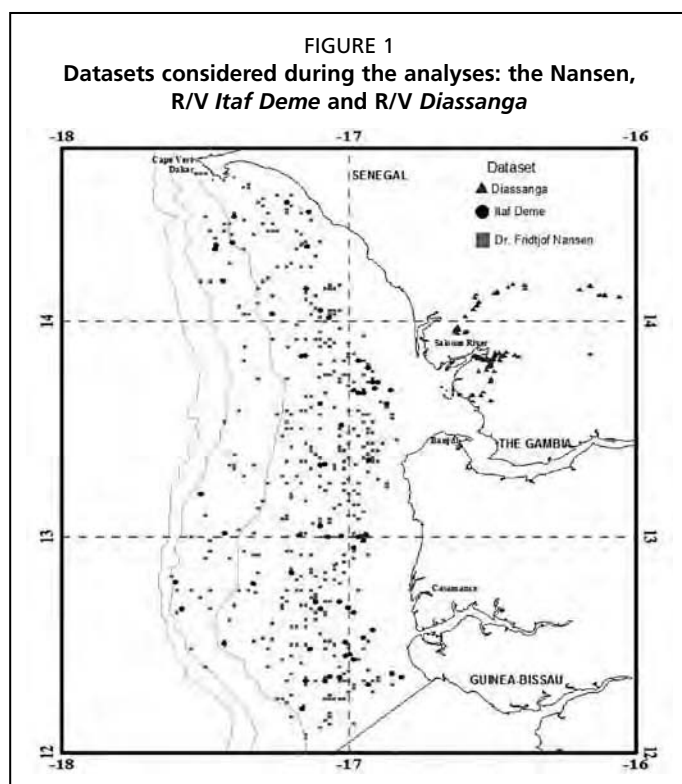 FIGURE 1
Datasets considered during the analyses: the Nansen,
R/V Itaf Deme and R/V Diassanga
-18
-17
-16
Cape Vert
Dakar
SENEGAL
Dataset
Diassanga
Itaf Deme
Dr. Fridtjof Nansen
14
14
Saloum River
Banjul
THE GAMBIA
13
13
Casamance
GUINEA-BISSAU
12
12
-18
-17
-16